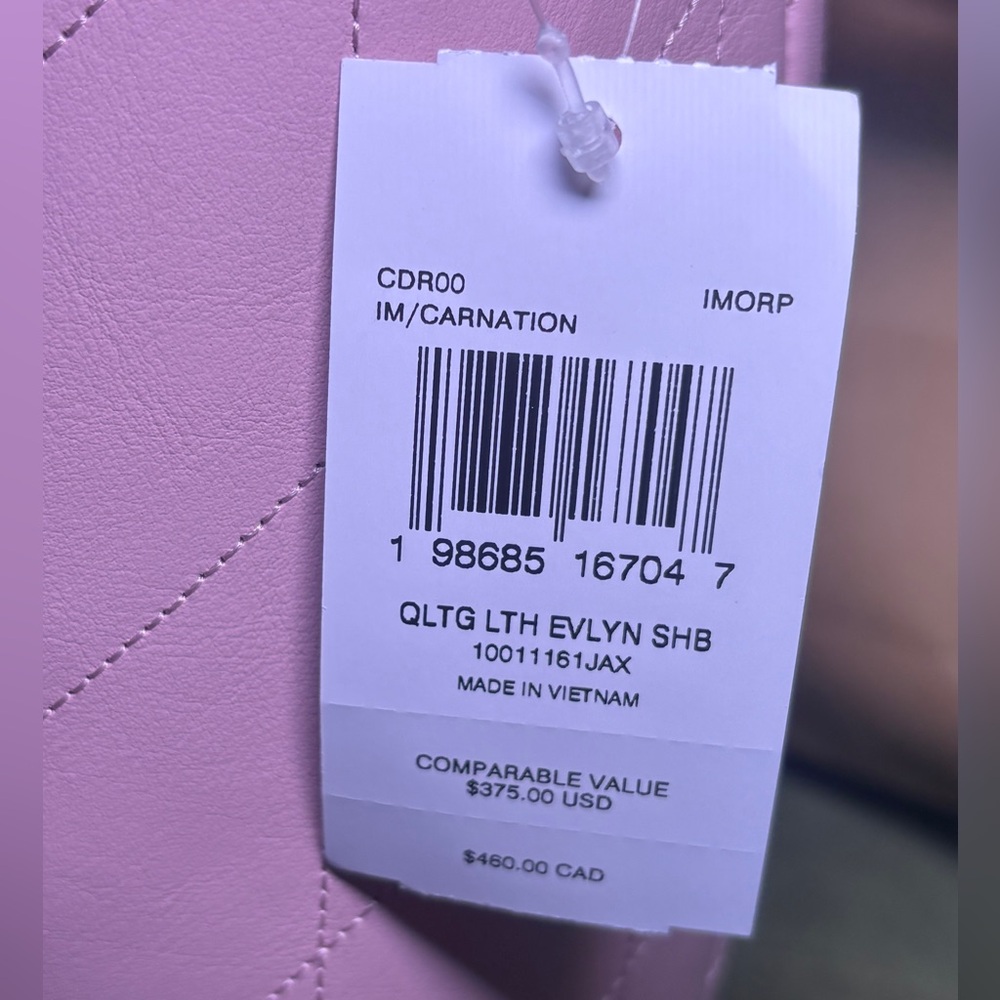 CDR00
IMORP
IM/CARNATION
1 98685 16704 7
QLTG LTH EVLYN SHB
10011161JAX
MADE IN VIETNAM
COMPARABLE VALUE
$375.00 USD
$460.00 CAD